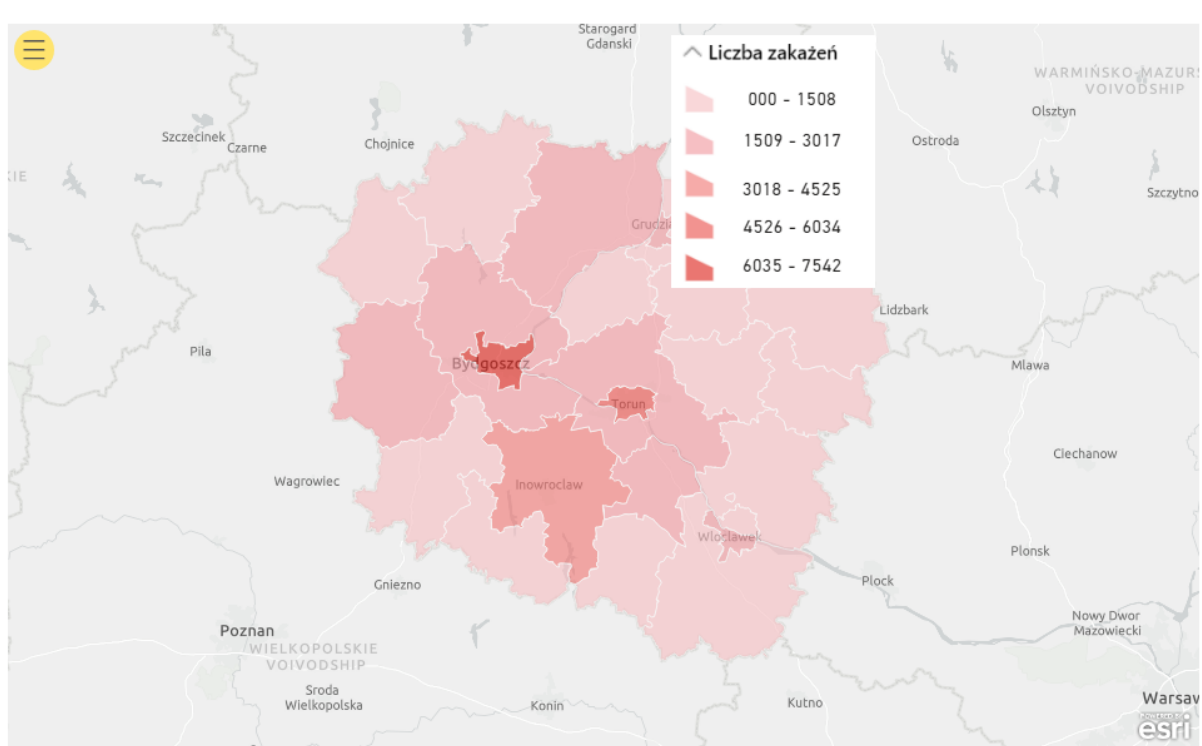 Starogard
Gdanski
Liczba zakażeń
000 - 1508
1509 - 3017
3018 - 4525
4526 - 6034
6035 - 7542
WARMIŃSKO-MAZURS
VOIVODSHIP
Olsztyn
Szczecinek
Czarne
Chojnice
Ostroda
KIE
Szczytno
Grudzi
Lidzbark
Pila
Bydgoszcz
Mlawa
Torun
Ciechanow
Wagrowiec
Inowroclaw
Wloclawek
Plonsk
Gniezno
Plock
Poznan
Nowy Dwor
Mazowiecki
WIELKOPOLSKIE
VOIVODSHIP
Sroda
Wielkopolska
Konin
Kutno
Warsaw
esri